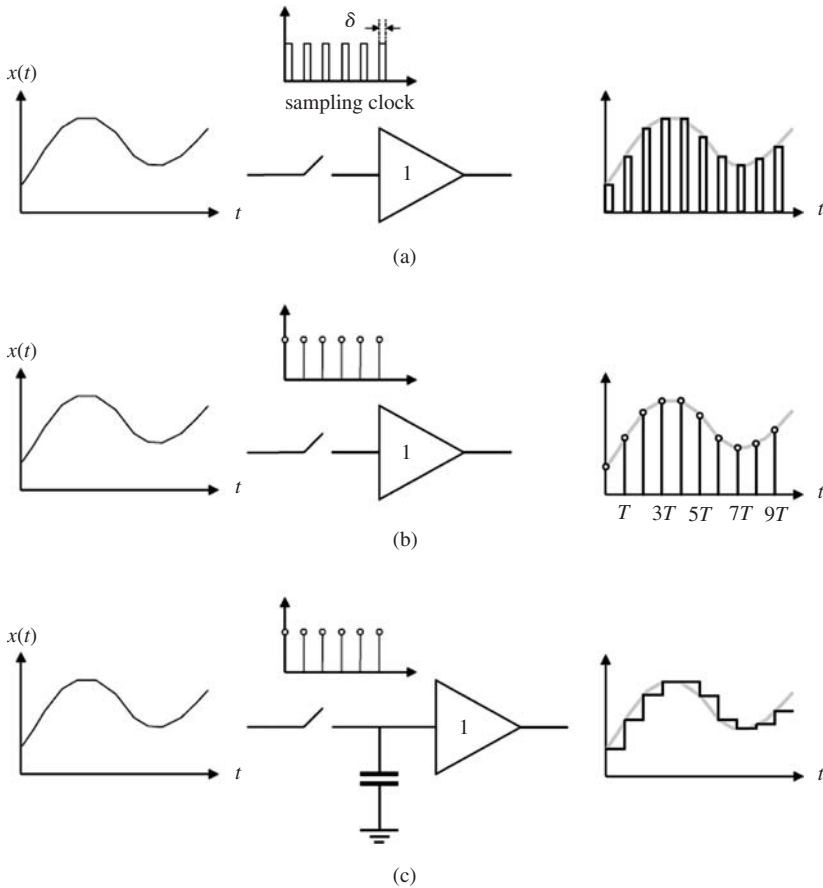 δ
x(t)
sampling clock
1
t
t
(a)
x(t)
1
t
t
T 3T 5T 7T 9T
(b)
x(t)
1
t
t
(c)